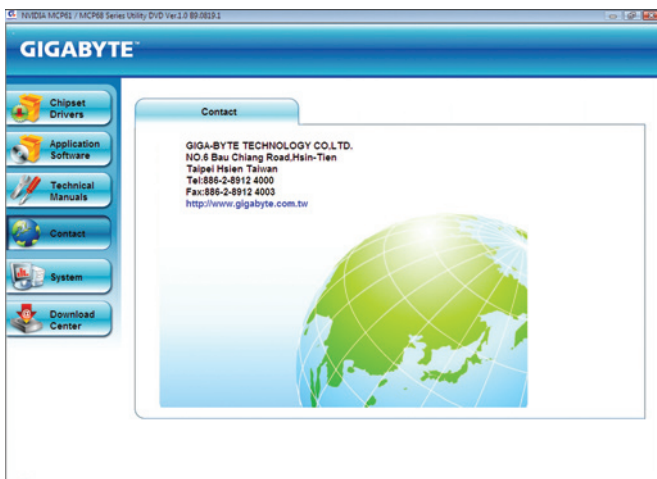 NVIDIA MCP61 / MCP68 Series Utility DVD Ver.1.0 B9.0819.1
GIGABYTE™
Chipset
Drivers
Application
Software
Technical
Manuals
Contact
System
Download
Center
Contact
GIGA-BYTE TECHNOLOGY CO,LTD.
NO.6 Bau Chiang Road,Hsin-Tien
Taipei Hsien Taiwan
Tel:886-2-8912 4000
Fax:886-2-8912 4003
http://www.gigabyte.com.tw